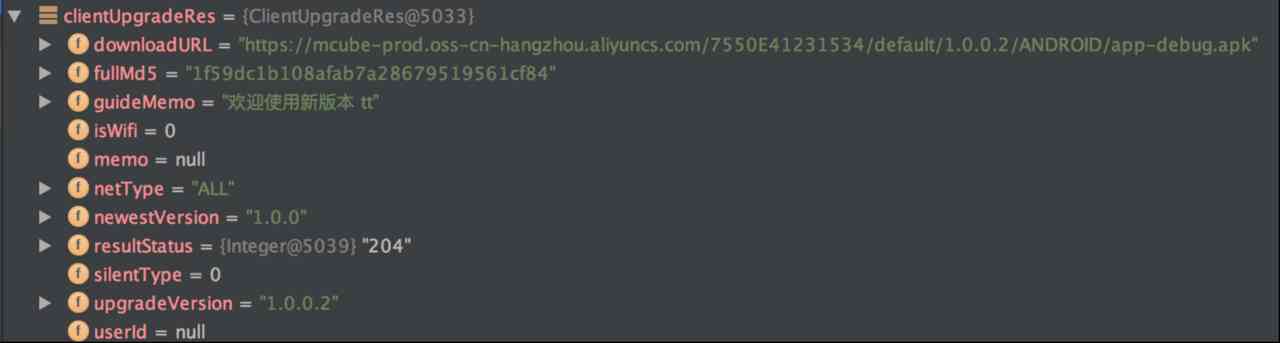 clientUpgradeRes = {ClientUpgradeRes@5033}
f downloadURL = "https://mcube-prod.oss-cn-hangzhou.aliyuncs.com/7550E41231534/default/1.0.0.2/ANDROID/app-debug.apk"
f fullMd5 = "1f59dc1b108afab7a28679519561cf84"
f guideMemo = "欢迎使用新版本 tt"
f isWifi = 0
f memo = null
f netType = "ALL"
f newestVersion = "1.0.0"
f resultStatus = {Integer@5039} "204"
f silentType = 0
f upgradeVersion = "1.0.0.2"
f userId = null